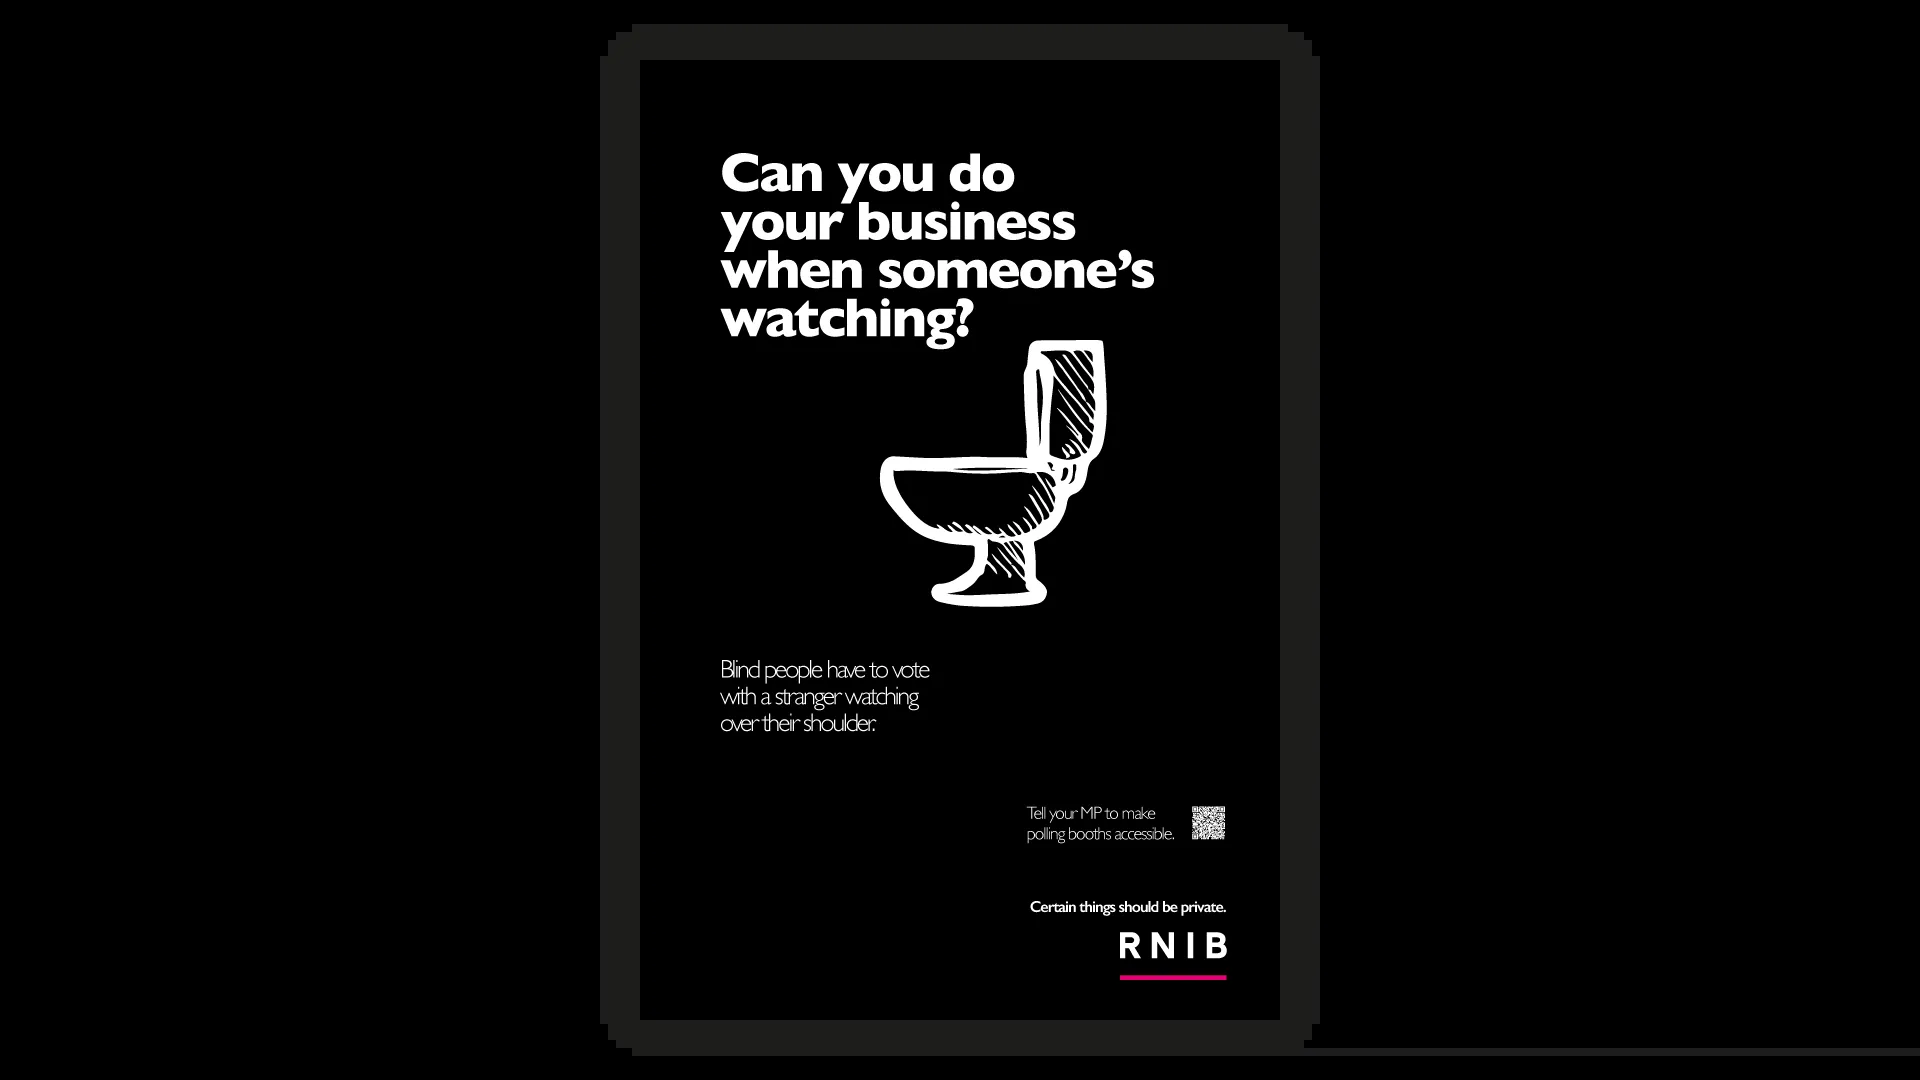 Can you do
your business
when someone’s
watching?
Blind people have to vote
with a stranger watching
over their shoulder.
Tell your MP to make
polling booths accessible.
Certain things should be private.
RNIB